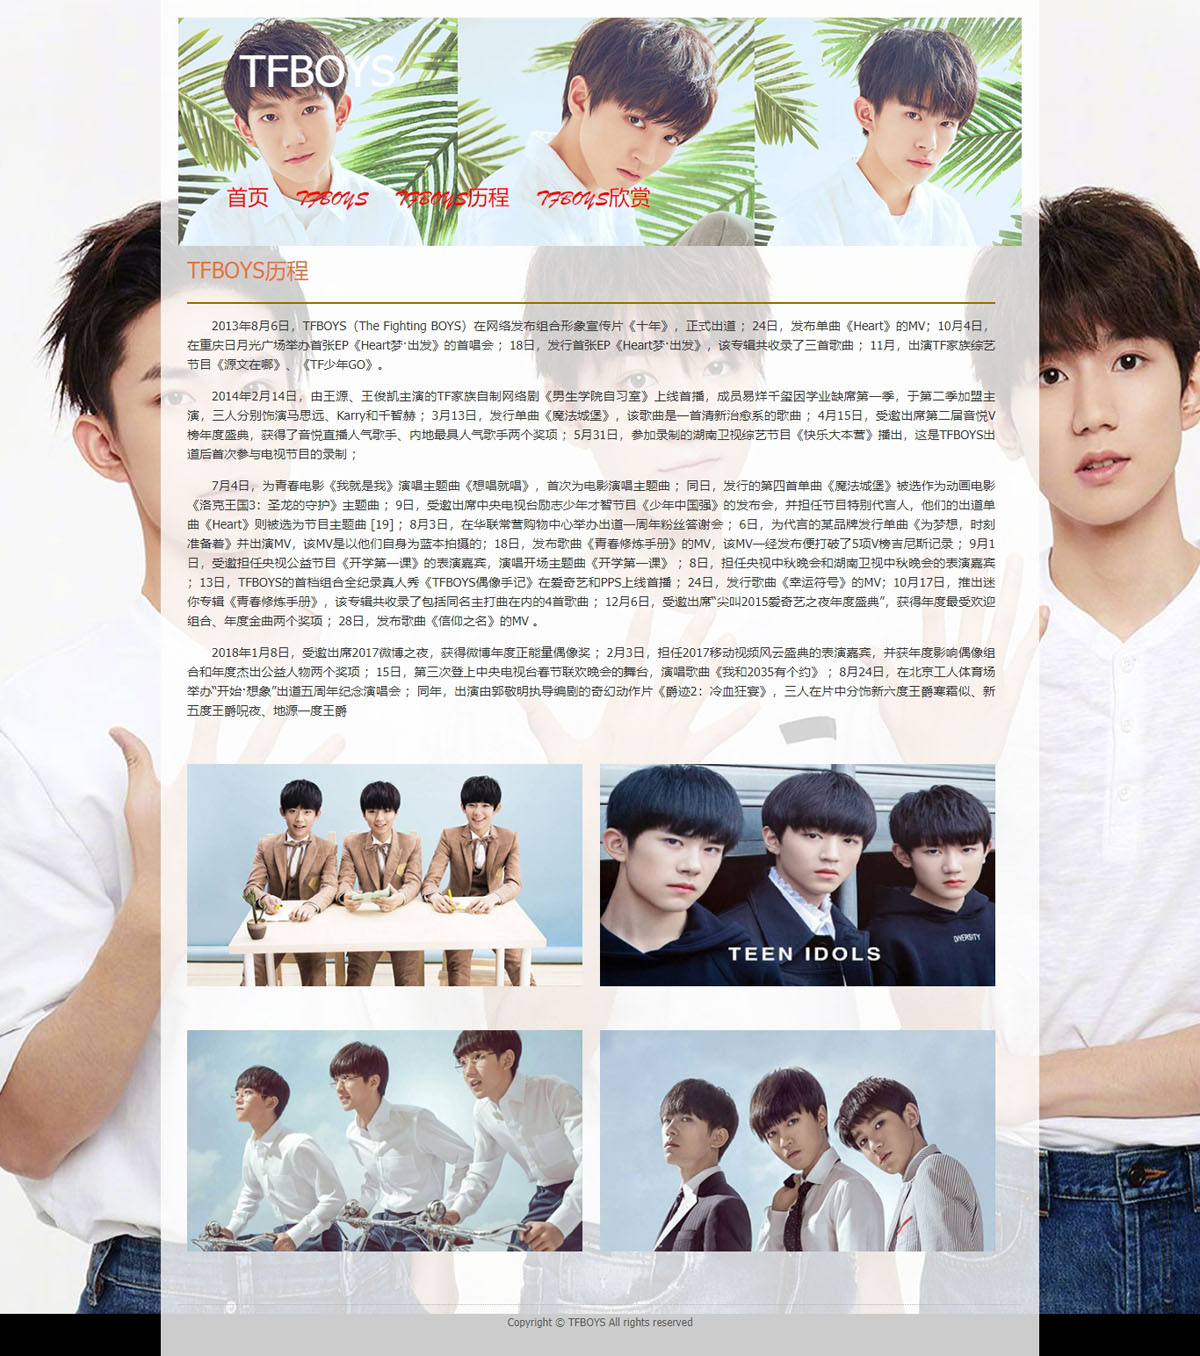 TFBOYS
首页 TFBOYS TFBOYS历程 TFBOYS欣赏
TFBOYS历程
2013年8月6日，TFBOYS（The Fighting BOYS）在网络发布组合形象宣传片《十年》，正式出道 ；24日，发布单曲《Heart》的MV；10月4日，
在重庆日月光广场举办首张EP《Heart梦·出发》的首唱会 ；18日，发行首张EP《Heart梦·出发》，该专辑共收录了三首歌曲 ；11月，出演TF家族综艺
节目《源文在哪》、《TF少年GO》。
2014年2月14日，由王源、王俊凯主演的TF家族自制网络剧《男生学院自习室》上线首播，成员易烊千玺因学业缺席第一季，于第二季加盟主
演，三人分别饰演马思远、Karry和千智赫 ；3月13日，发行单曲《魔法城堡》，该歌曲是一首清新治愈系的歌曲 ；4月15日，受邀出席第二届音悦V
榜年度盛典，获得了音悦直播人气歌手、内地最具人气歌手两个奖项 ；5月31日，参加录制的湖南卫视综艺节目《快乐大本营》播出，这是TFBOYS出
道后首次参与电视节目的录制 ；
7月4日，为青春电影《我就是我》演唱主题曲《想唱就唱》，首次为电影演唱主题曲 ；同日，发行的第四首单曲《魔法城堡》被选作为动画电影
《洛克王国3：圣龙的守护》主题曲 ；9日，受邀出席中央电视台励志少年才智节目《少年中国强》的发布会，并担任节目特别代言人，他们的出道单
曲《Heart》则被选为节目主题曲 [19] ；8月3日，在华联常营购物中心举办出道一周年粉丝答谢会 ；6日，为代言的某品牌发行单曲《为梦想，时刻
准备着》并出演MV，该MV是以他们自身为蓝本拍摄的；18日，发布歌曲《青春修炼手册》的MV，该MV一经发布便打破了5项V榜吉尼斯记录 ；9月1
日，受邀担任央视公益节目《开学第一课》的表演嘉宾，演唱开场主题曲《开学第一课》 ；8日，担任央视中秋晚会和湖南卫视中秋晚会的表演嘉宾
；13日，TFBOYS的首档组合全纪录真人秀《TFBOYS偶像手记》在爱奇艺和PPS上线首播 ；24日，发行歌曲《幸运符号》的MV；10月17日，推出迷
你专辑《青春修炼手册》，该专辑共收录了包括同名主打曲在内的4首歌曲 ；12月6日，受邀出席“尖叫2015爱奇艺之夜年度盛典”，获得年度最受欢迎
组合、年度金曲两个奖项 ；28日，发布歌曲《信仰之名》的MV 。
2018年1月8日，受邀出席2017微博之夜，获得微博年度正能量偶像奖 ；2月3日，担任2017移动视频风云盛典的表演嘉宾，并获年度影响偶像组
合和年度杰出公益人物两个奖项 ；15日，第三次登上中央电视台春节联欢晚会的舞台，演唱歌曲《我和2035有个约》 ；8月24日，在北京工人体育场
举办“开始·想象”出道五周年纪念演唱会 ；同年，出演由郭敬明执导编剧的奇幻动作片《爵迹2：冷血狂宴》，三人在片中分饰新六度王爵寒霜似、新
五度王爵呪夜、地源一度王爵
TEEN IDOLS
DIVERSITY
Copyright © TFBOYS All rights reserved